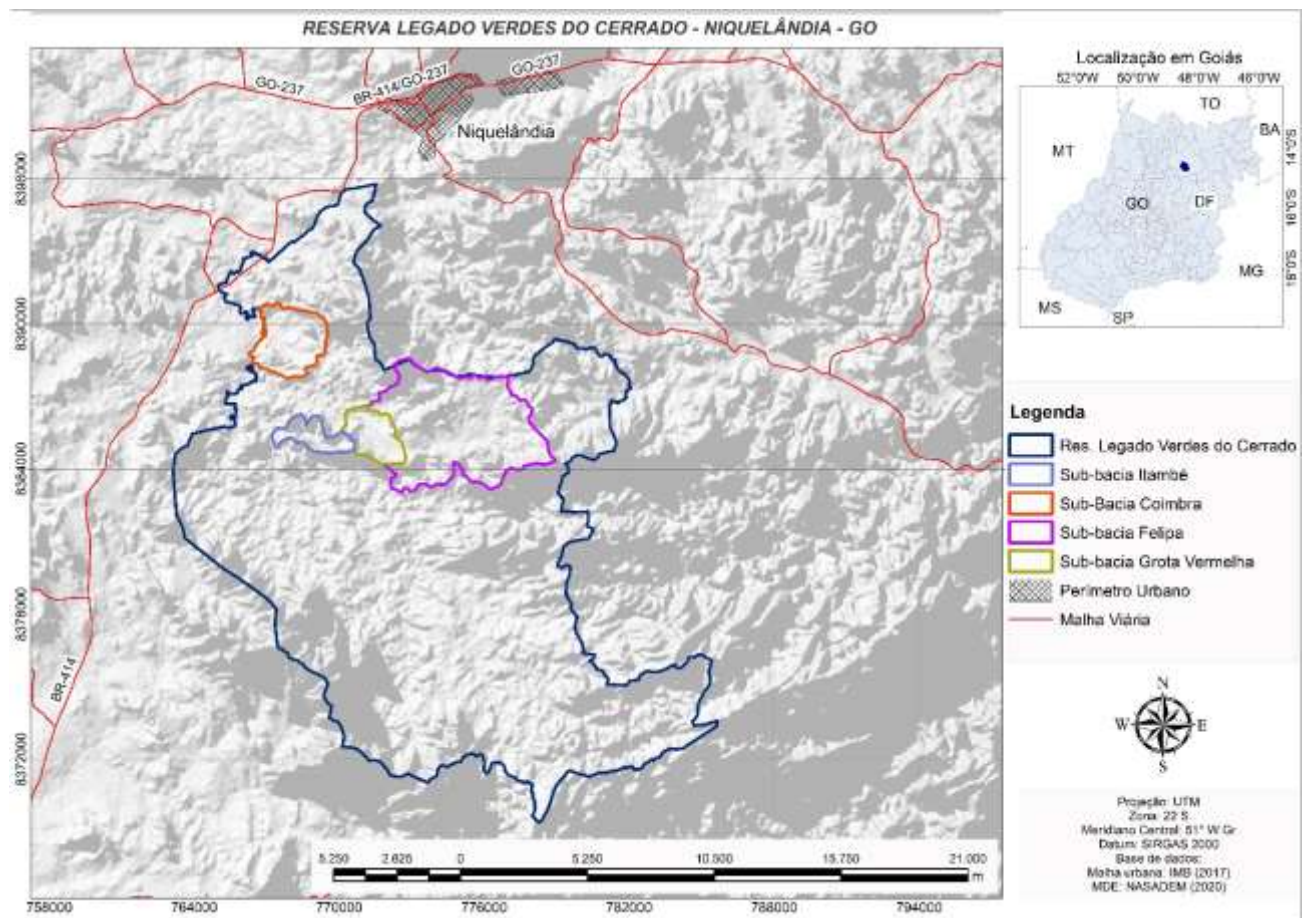 RESERVA LEGADO VERDES DO CERRADO - NIQUELÂNDIA - GO
GO-237
BR-414/GO-237
GO-237
Niquelândia
BR-414
8398000
8390000
8384000
8378000
8372000
758000
764000
770000
776000
782000
788000
794000
5.250
2.625
0
5.250
10.500
15.750
21.000
m
Localização em Goiás
52°0'W
50°0'W
48°0'W
46°0'W
14°0'S
16°0'S
18°0'S
TO
BA
MT
GO
DF
MG
MS
SP
Legenda
Res. Legado Verdes do Cerrado
Sub-bacia Ilambé
Sub-Bacia Coimbra
Sub-bacia Felipa
Sub-bacia Grota Vermelha
Perímetro Urbano
Malha Viária
N
W
E
S
Projeção: UTM
Zona: 22 S
Meridiano Central: 51° W Gr
Datum: SIRGAS 2000
Base de dados:
Malha urbana: IMB (2017)
MDE: NASADEM (2020)